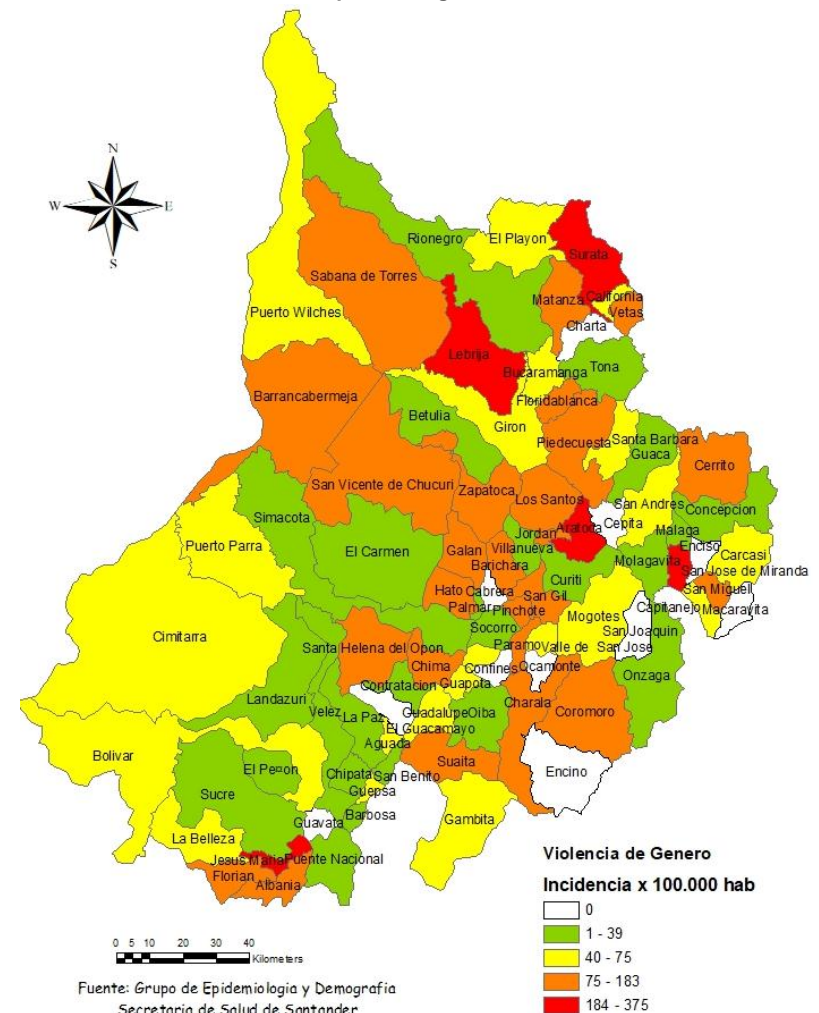 N
W
E
S
Rionegro
El Playon
Surata
Sabana de Torres
Matanza
California
Vetas
Puerto Wilches
Charta
Lebrija
Bucaramanga
Tona
Barrancabermeja
Betulia
Floridablanca
Giron
Piedecuesta
Santa Barbara
Guaca
Cerrito
San Vicente de Chucuri
Zapatoca
Los Santos
San Andres
Concepcion
Simacota
Aratoca
Cepita
Malaga
Jordan
Enciso
Puerto Parra
El Carmen
Galan
Villanueva
Carcasi
Barichara
Molagavita
San Jose de Miranda
Curiti
San Miguel
Hato
Cabrera
San Gil
Palmar
Pinchote
Mogotes
Capitanejo
Macaravita
Cimitarra
Socorro
San Joaquin
Santa Helena del Opon
Paramo
Valle de San Jose
Chima
Confines
Ocamonte
Onzaga
Contratacion
Guapota
Landazuri
Velez
La Paz
Guadalupe
Oiba
Charala
Coromoro
El Guacamayo
Aguada
Bolivar
Suaita
El Pe¤on
Chipata
San Benito
Encino
Sucre
Guepsa
Barbosa
Gambita
Guavata
La Belleza
Jesus Maria
Puente Nacional
Florian
Albania
Violencia de Genero
Incidencia x 100.000 hab
0
1 - 39
40 - 75
75 - 183
184 - 375
0 5 10 20 30 40
Kilometers
Fuente: Grupo de Epidemiologia y Demografia
Secretaria de Salud de Santander